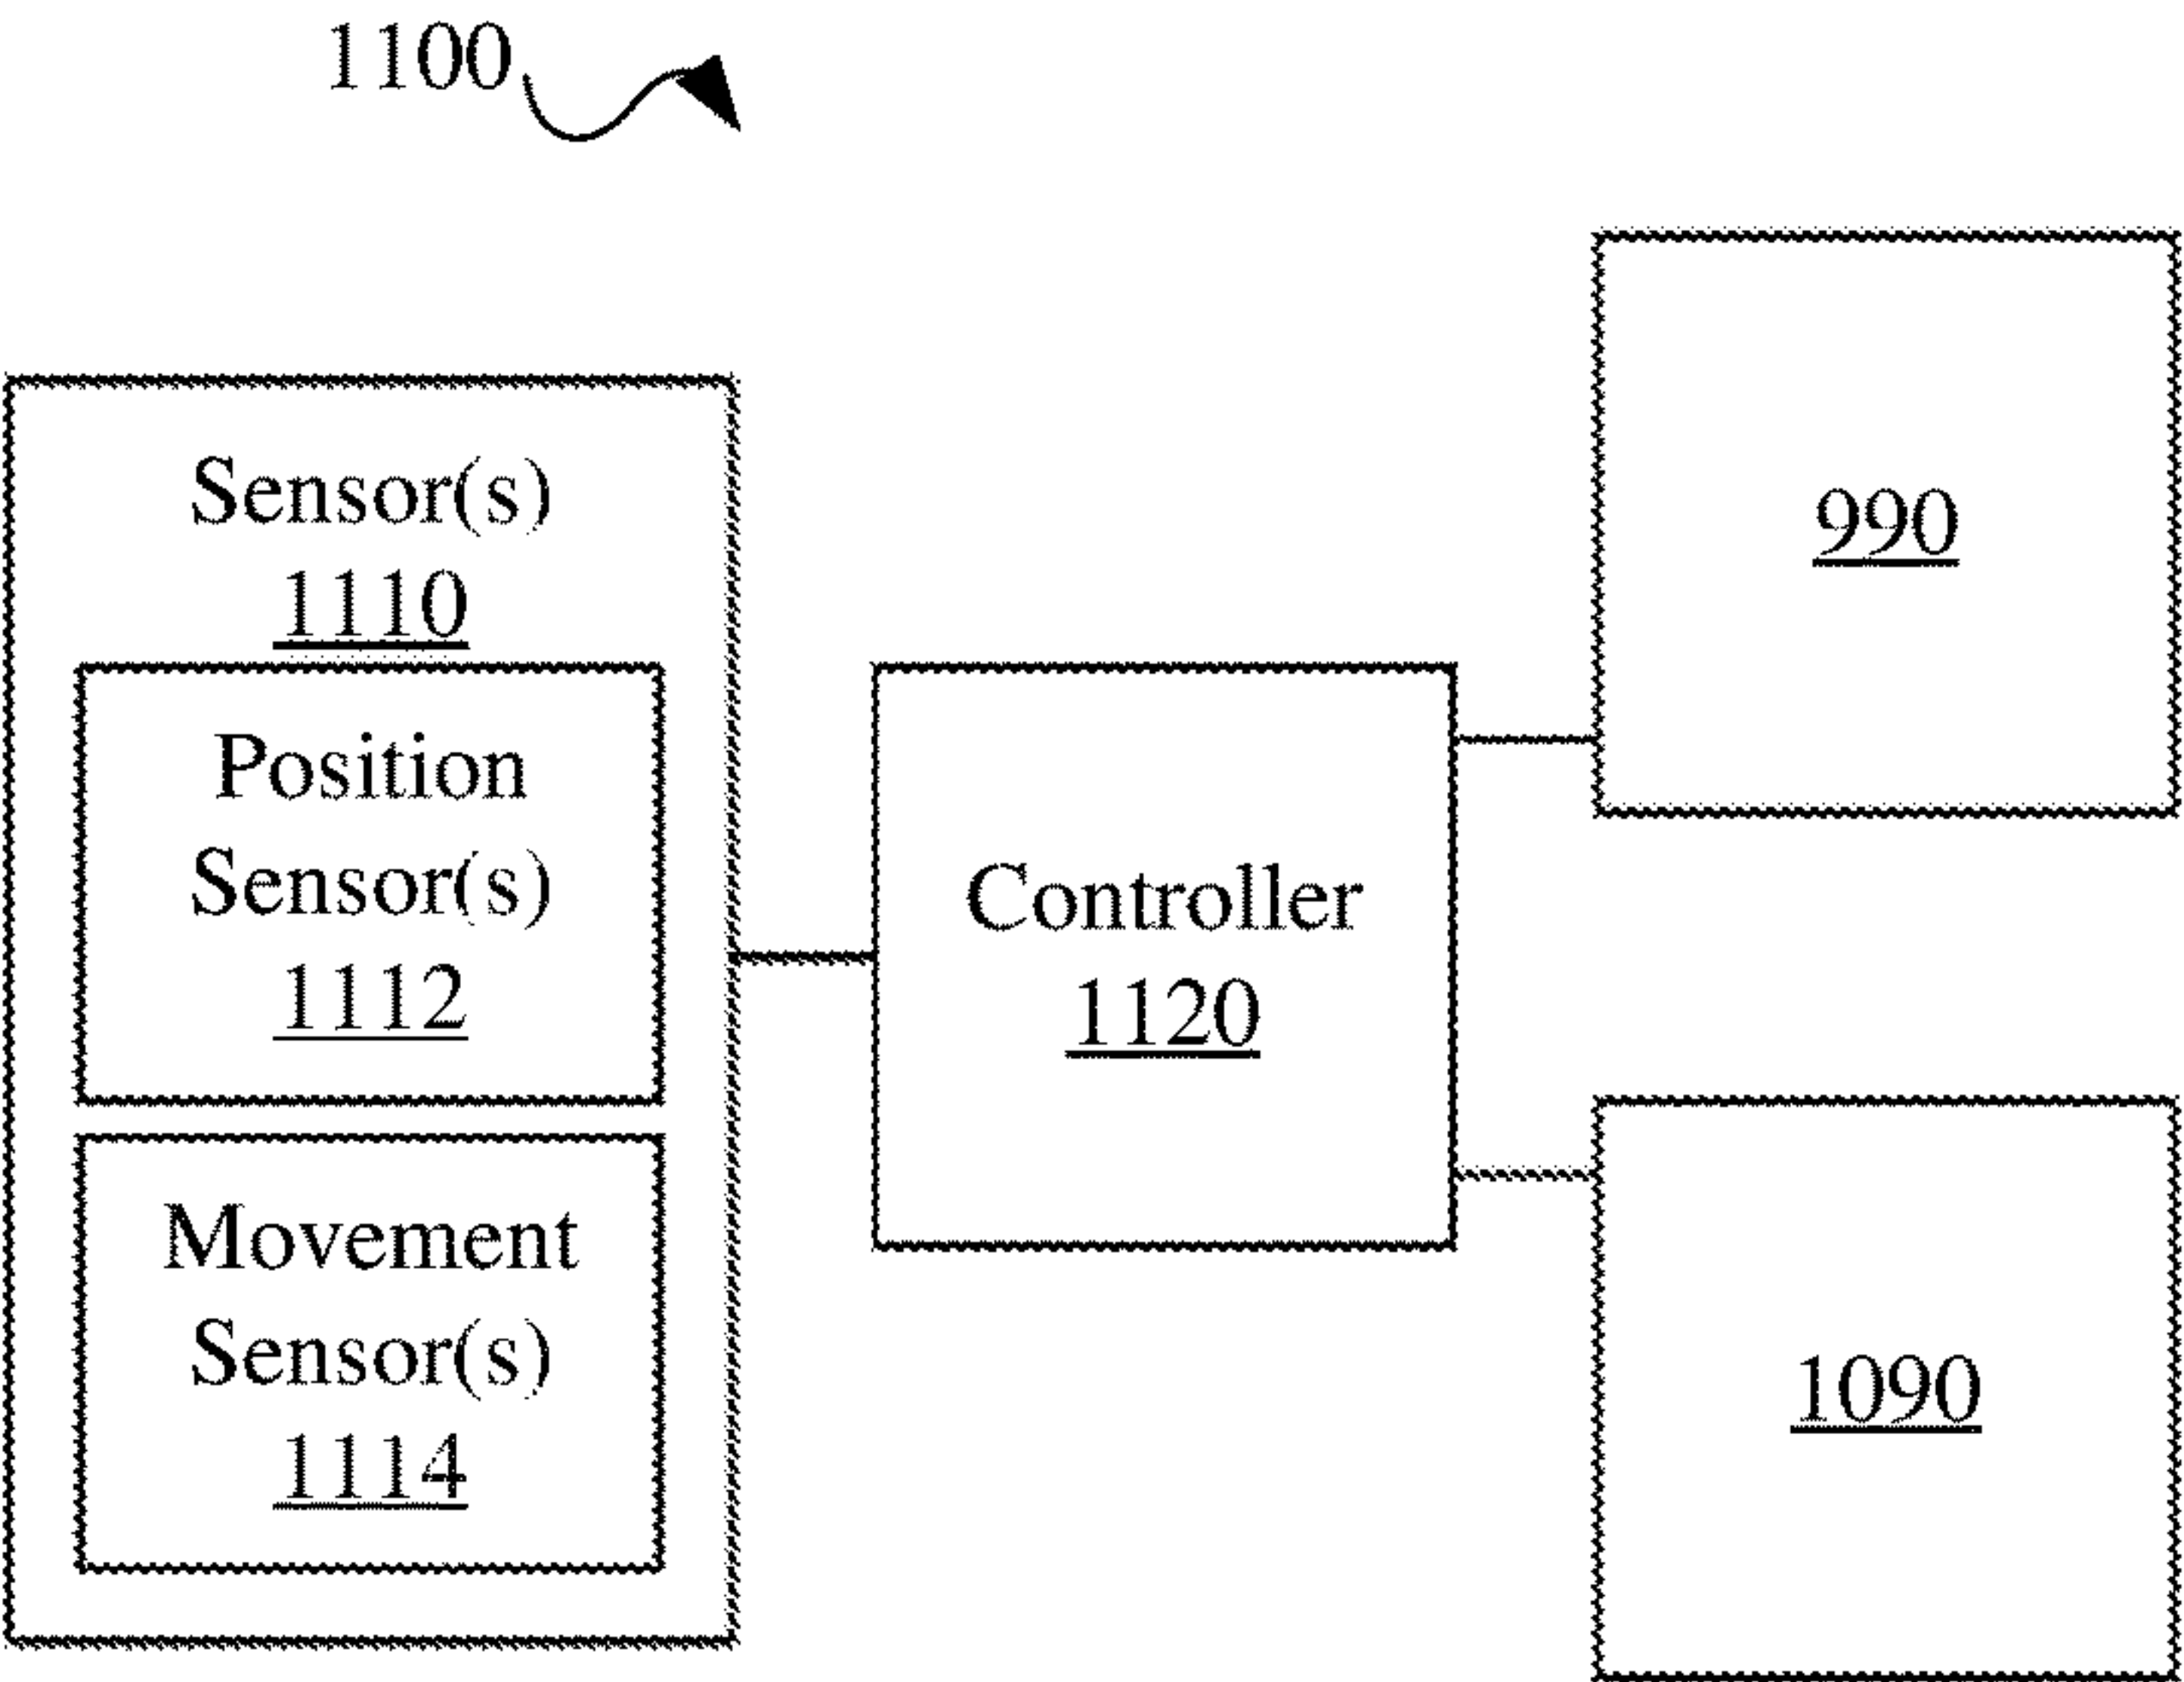 1100
Sensor(s)
1110
Position
Sensor(s)
1112
Movement
Sensor(s)
1114
Controller
1120
990
1090